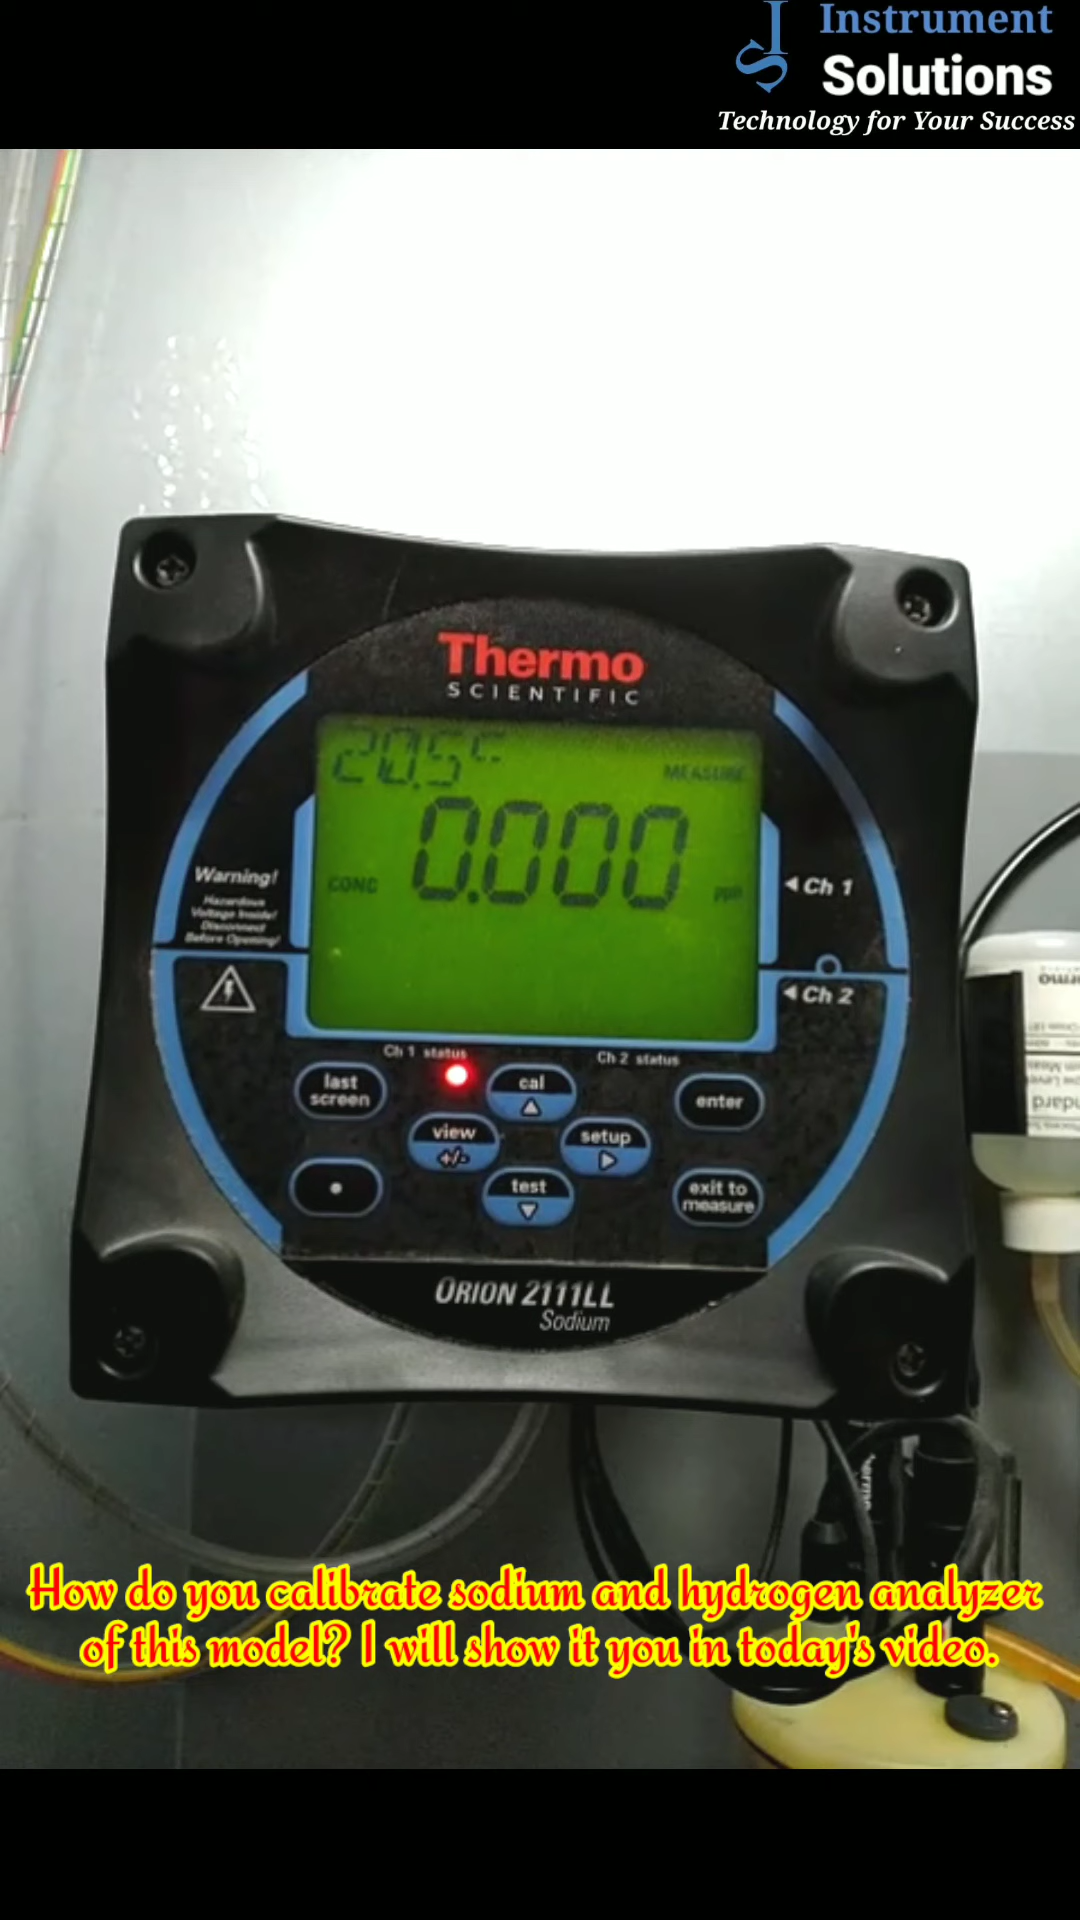 Instrument
Solutions
Technology for Your Success
Thermo
SCIENTIFIC
20.5°C
MEASURE
0.000
CONC
Warning!
Hazardous
Voltage Inside!
Disconnect
Before Opening!
Ch 1
Ch 2
Ch 1 status
Ch 2 status
last
screen
cal
enter
view
+/-
setup
test
exit to
measure
ORION 2111LL
Sodium
How do you calibrate sodium and hydrogen analyzer
of this model? I will show it you in today's video.